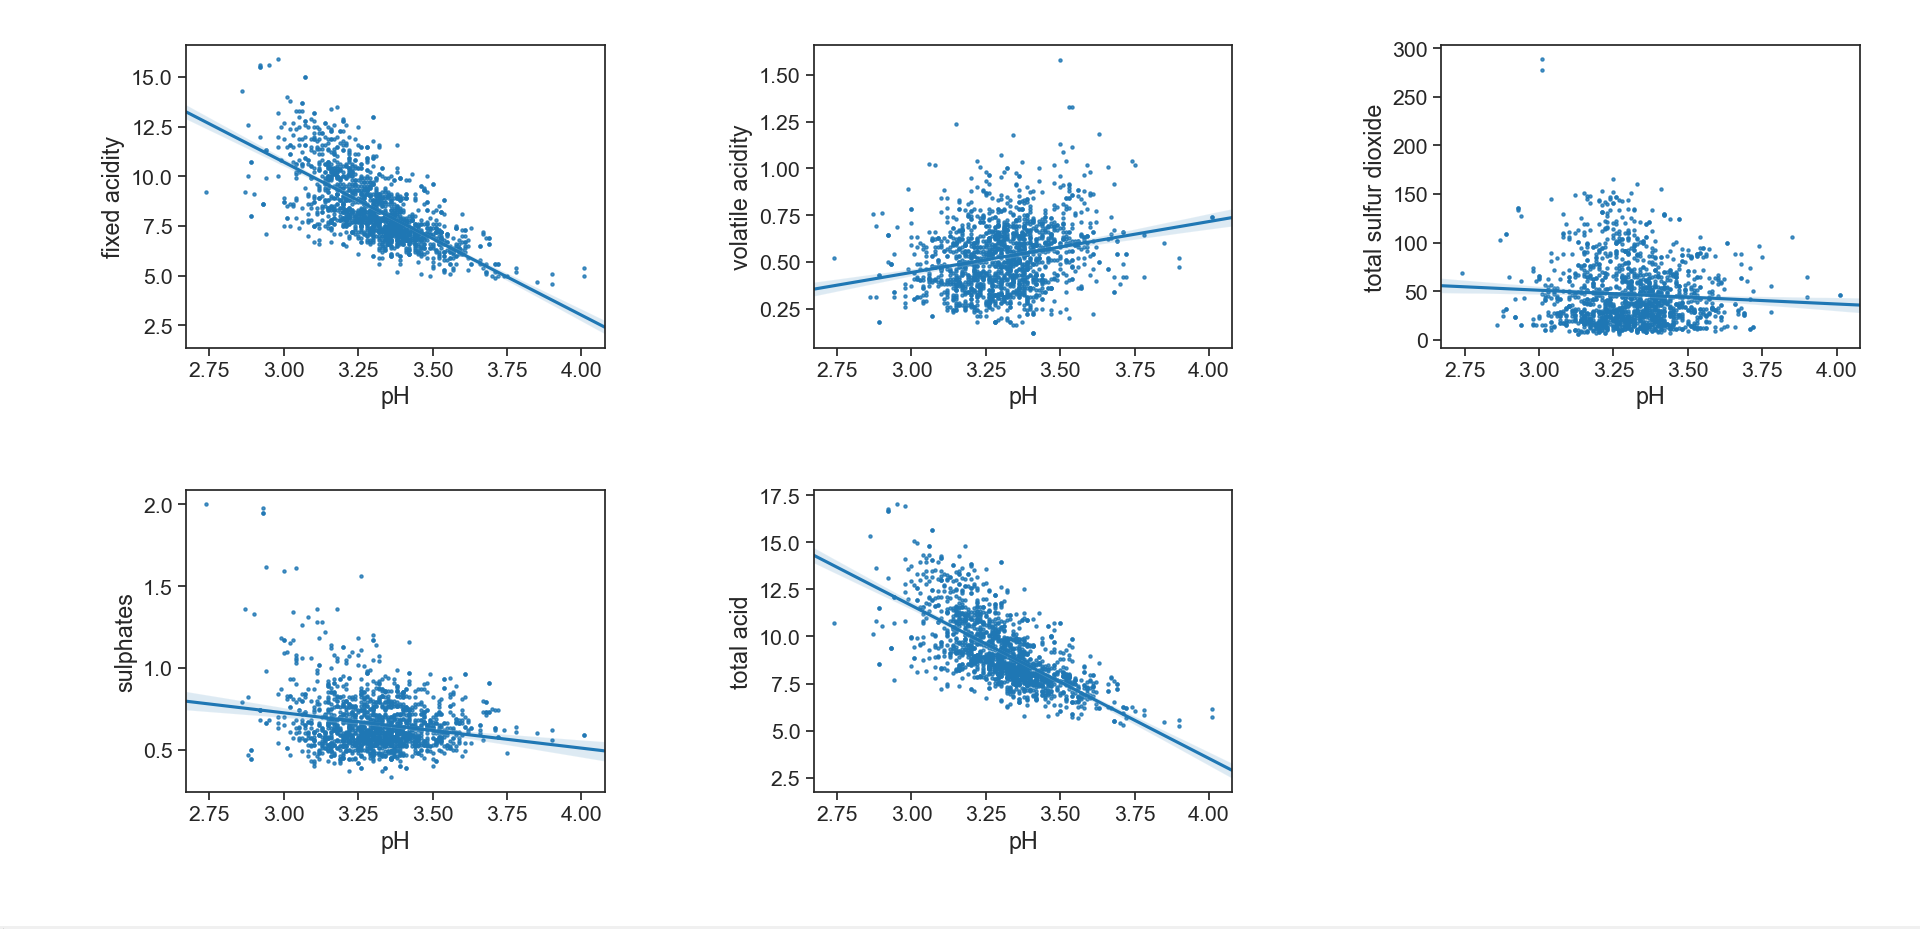 fixed acidity
15.0
12.5
10.0
7.5
5.0
2.5
2.75 3.00 3.25 3.50 3.75 4.00
pH
volatile acidity
1.50
1.25
1.00
0.75
0.50
0.25
2.75 3.00 3.25 3.50 3.75 4.00
pH
total sulfur dioxide
300
250
200
150
100
50
0
2.75 3.00 3.25 3.50 3.75 4.00
pH
sulphates
2.0
1.5
1.0
0.5
2.75 3.00 3.25 3.50 3.75 4.00
pH
total acid
17.5
15.0
12.5
10.0
7.5
5.0
2.5
2.75 3.00 3.25 3.50 3.75 4.00
pH